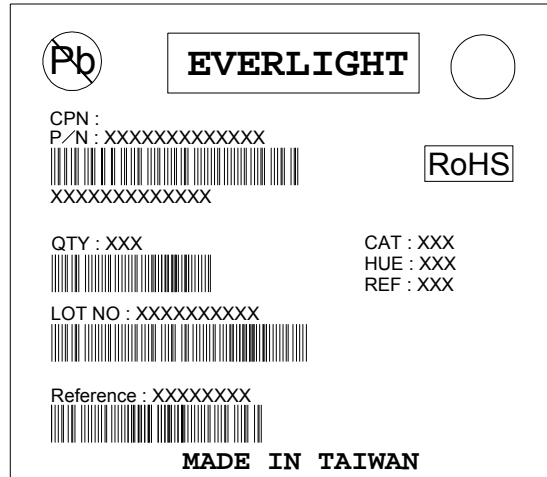 Pb
EVERLIGHT
CPN :
P/N : XXXXXXXXXXXXX
RoHS
XXXXXXXXXXXXX
QTY : XXX
CAT : XXX
HUE : XXX
REF : XXX
LOT NO : XXXXXXXXXX
Reference : XXXXXXXX
MADE IN TAIWAN